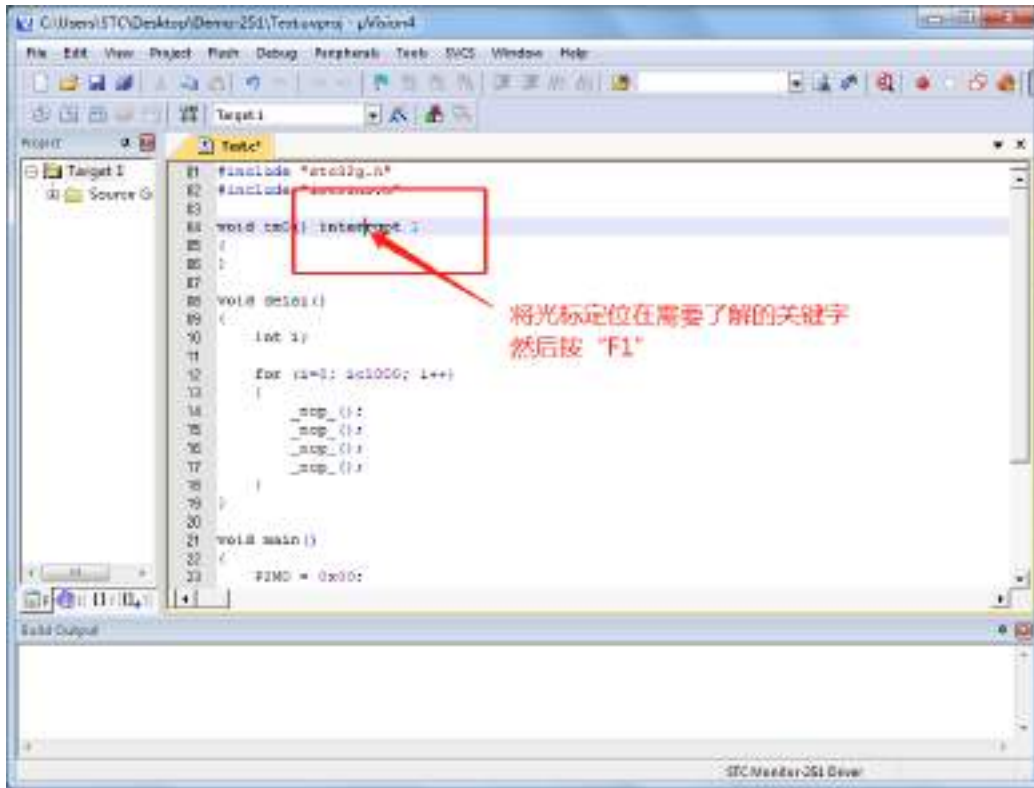 C:\Users\STC\Desktop\Demo-251\Test.uvproj - µVision4
File Edit View Project Flash Debug Peripherals Tools SVCS Window Help
Target 1
Project
Test.c*
Target 1
Source G
01 #include "stc32g.h"
02 #include
03
04 void tm0() interrupt 1
05 {
06 }
07
08 void delay()
09 {
10 int i;
11
12 for (i=0; i<1000; i++)
13 {
14 _nop_();
15 _nop_();
16 _nop_();
17 _nop_();
18 }
19 }
20
21 void main()
22 {
23 P2M0 = 0x00;
将光标定位在需要了解的关键字
然后按 "F1"
Build Output
STC Monitor-251 Driver